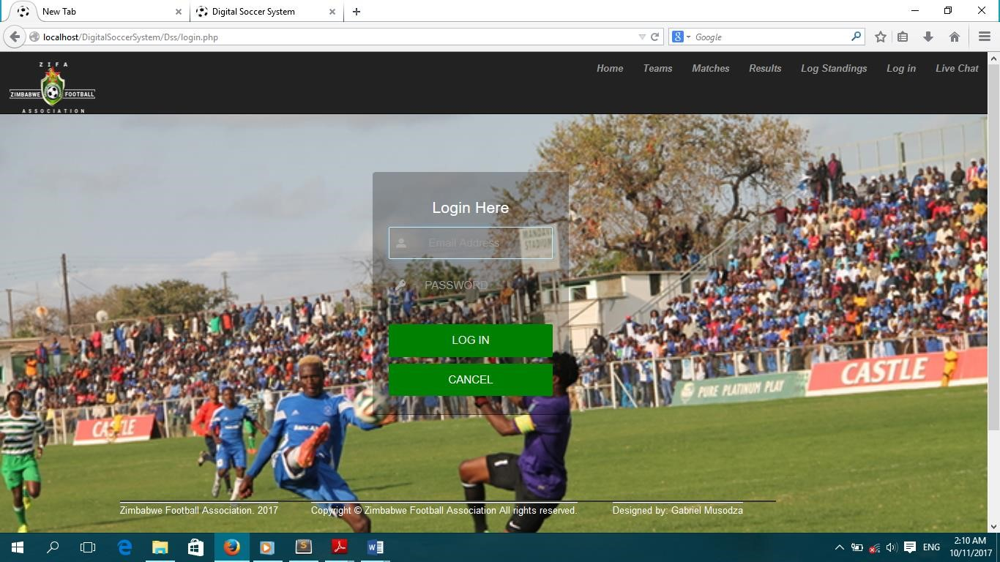 New Tab
Digital Soccer System
localhost/DigitalSoccerSystem/Dss/login.php
Google
ZIFA
ZIMBABWE FOOTBALL
ASSOCIATION
Home Teams Matches Results Log Standings Log in Live Chat
Login Here
Email Address
MANDAVA
STADIUM
PASSWORD
LOG IN
CANCEL
CASTLE
PURE PLATINUM PLAY
CASTLE
Zimbabwe Football Association. 2017
Copyright © Zimbabwe Football Association All rights reserved.
Designed by: Gabriel Musodza
ENG
2:10 AM
10/11/2017